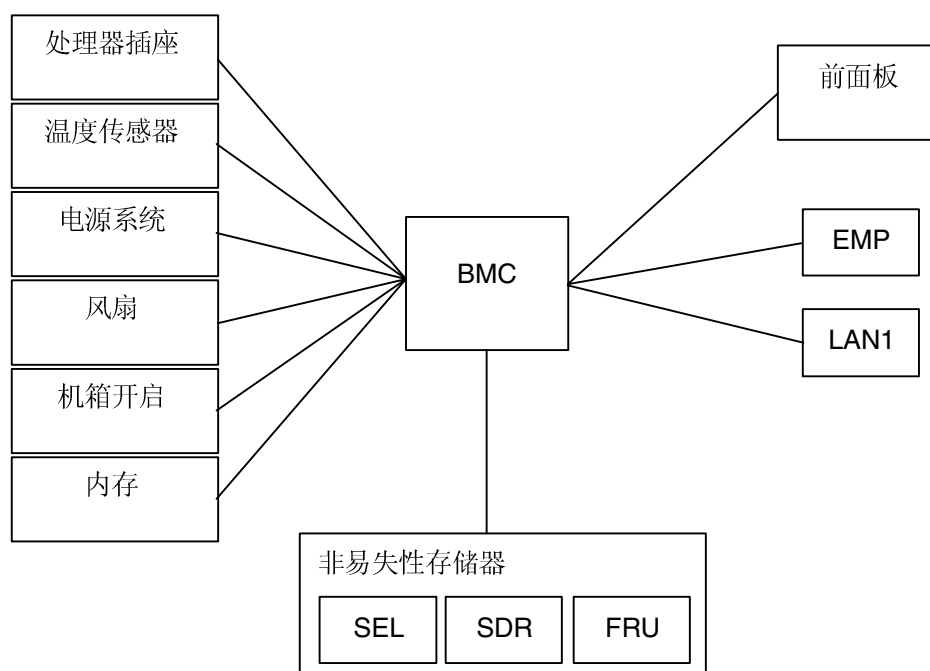 处理器插座
温度传感器
电源系统
风扇
机箱开启
内存
BMC
前面板
EMP
LAN1
非易失性存储器
SEL
SDR
FRU